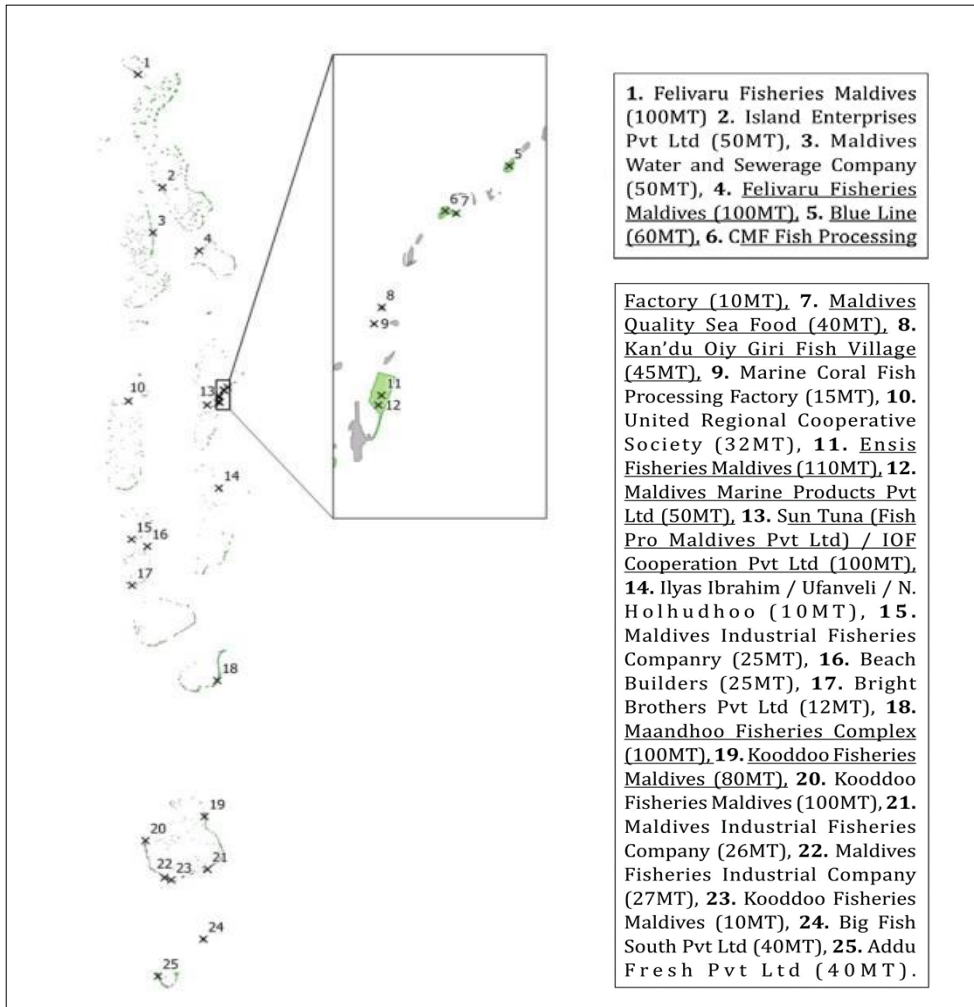 1
2
3
4
10
13
14
15
16
17
18
19
20
21
22
23
24
25
5
6
7
8
9
11
12
1. Felivaru Fisheries Maldives
(100MT) 2. Island Enterprises
Pvt Ltd (50MT), 3. Maldives
Water and Sewerage Company
(50MT), 4. Felivaru Fisheries
Maldives (100MT), 5. Blue Line
(60MT), 6. CMF Fish Processing
Factory (10MT), 7. Maldives
Quality Sea Food (40MT), 8.
Kan'du Oiy Giri Fish Village
(45MT), 9. Marine Coral Fish
Processing Factory (15MT), 10.
United Regional Cooperative
Society (32MT), 11. Ensis
Fisheries Maldives (110MT), 12.
Maldives Marine Products Pvt
Ltd (50MT), 13. Sun Tuna (Fish
Pro Maldives Pvt Ltd) / IOF
Cooperation Pvt Ltd (100MT),
14. Ilyas Ibrahim / Ufanveli / N.
Holhudhoo (10MT), 15.
Maldives Industrial Fisheries
Companry (25MT), 16. Beach
Builders (25MT), 17. Bright
Brothers Pvt Ltd (12MT), 18.
Maandhoo Fisheries Complex
(100MT), 19. Kooddoo Fisheries
Maldives (80MT), 20. Kooddoo
Fisheries Maldives (100MT), 21.
Maldives Industrial Fisheries
Company (26MT), 22. Maldives
Fisheries Industrial Company
(27MT), 23. Kooddoo Fisheries
Maldives (10MT), 24. Big Fish
South Pvt Ltd (40MT), 25. Addu
Fresh Pvt Ltd (40MT).